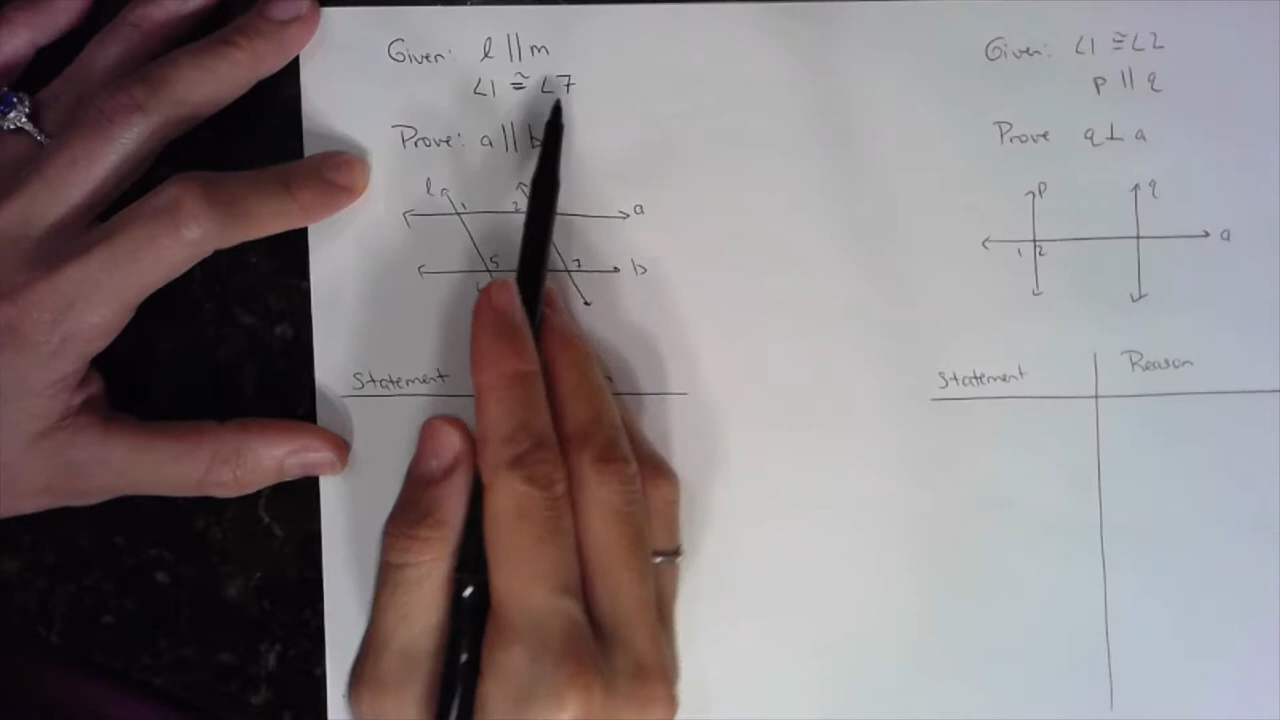 Given: l || m
∠1 ≅ ∠7
Prove: a || b
l
1 2 a
5 7 b
Statement
Given: ∠1 ≅ ∠2
p || q
Prove q ⊥ a
p q
a
1 2
Statement Reason